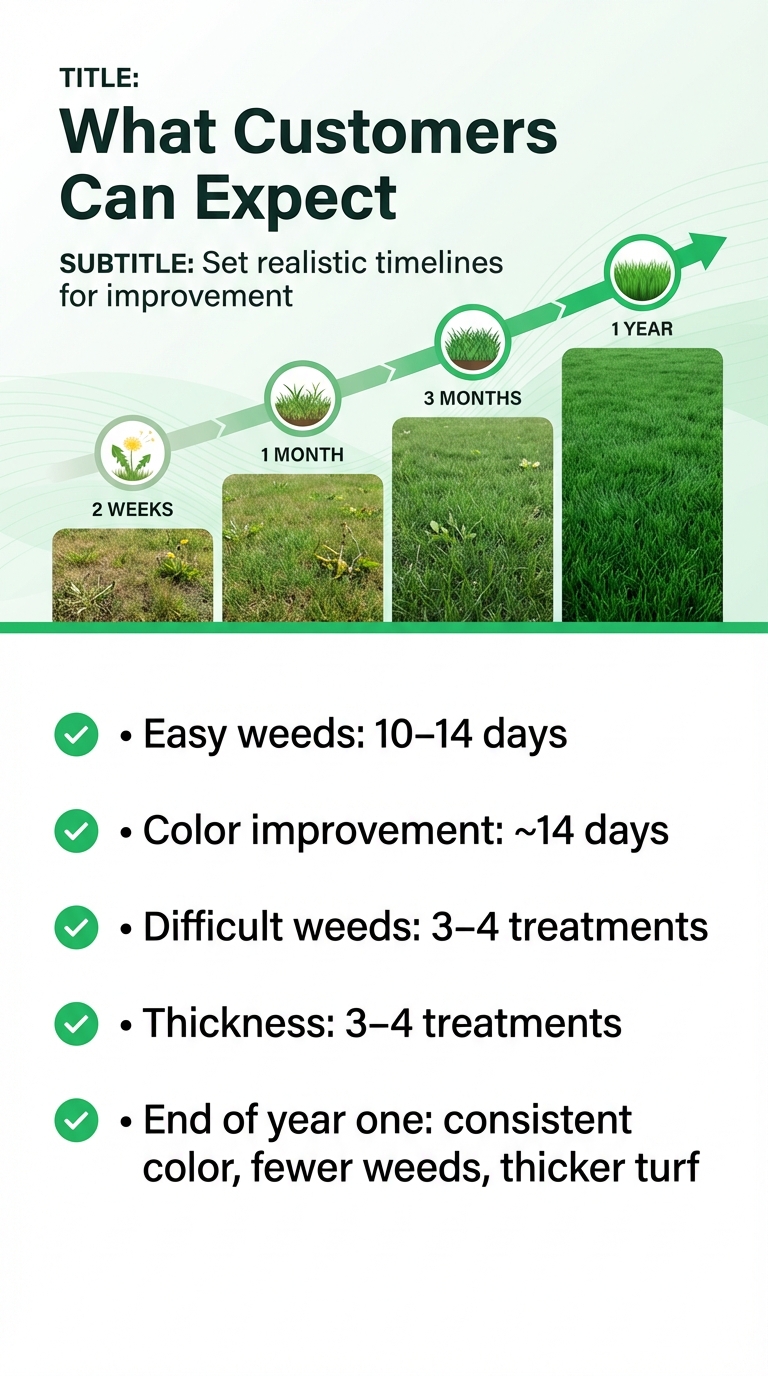 TITLE:
What Customers
Can Expect
SUBTITLE: Set realistic timelines
for improvement
1 YEAR
3 MONTHS
1 MONTH
2 WEEKS
• Easy weeds: 10–14 days
• Color improvement: ~14 days
• Difficult weeds: 3–4 treatments
• Thickness: 3–4 treatments
• End of year one: consistent
color, fewer weeds, thicker turf